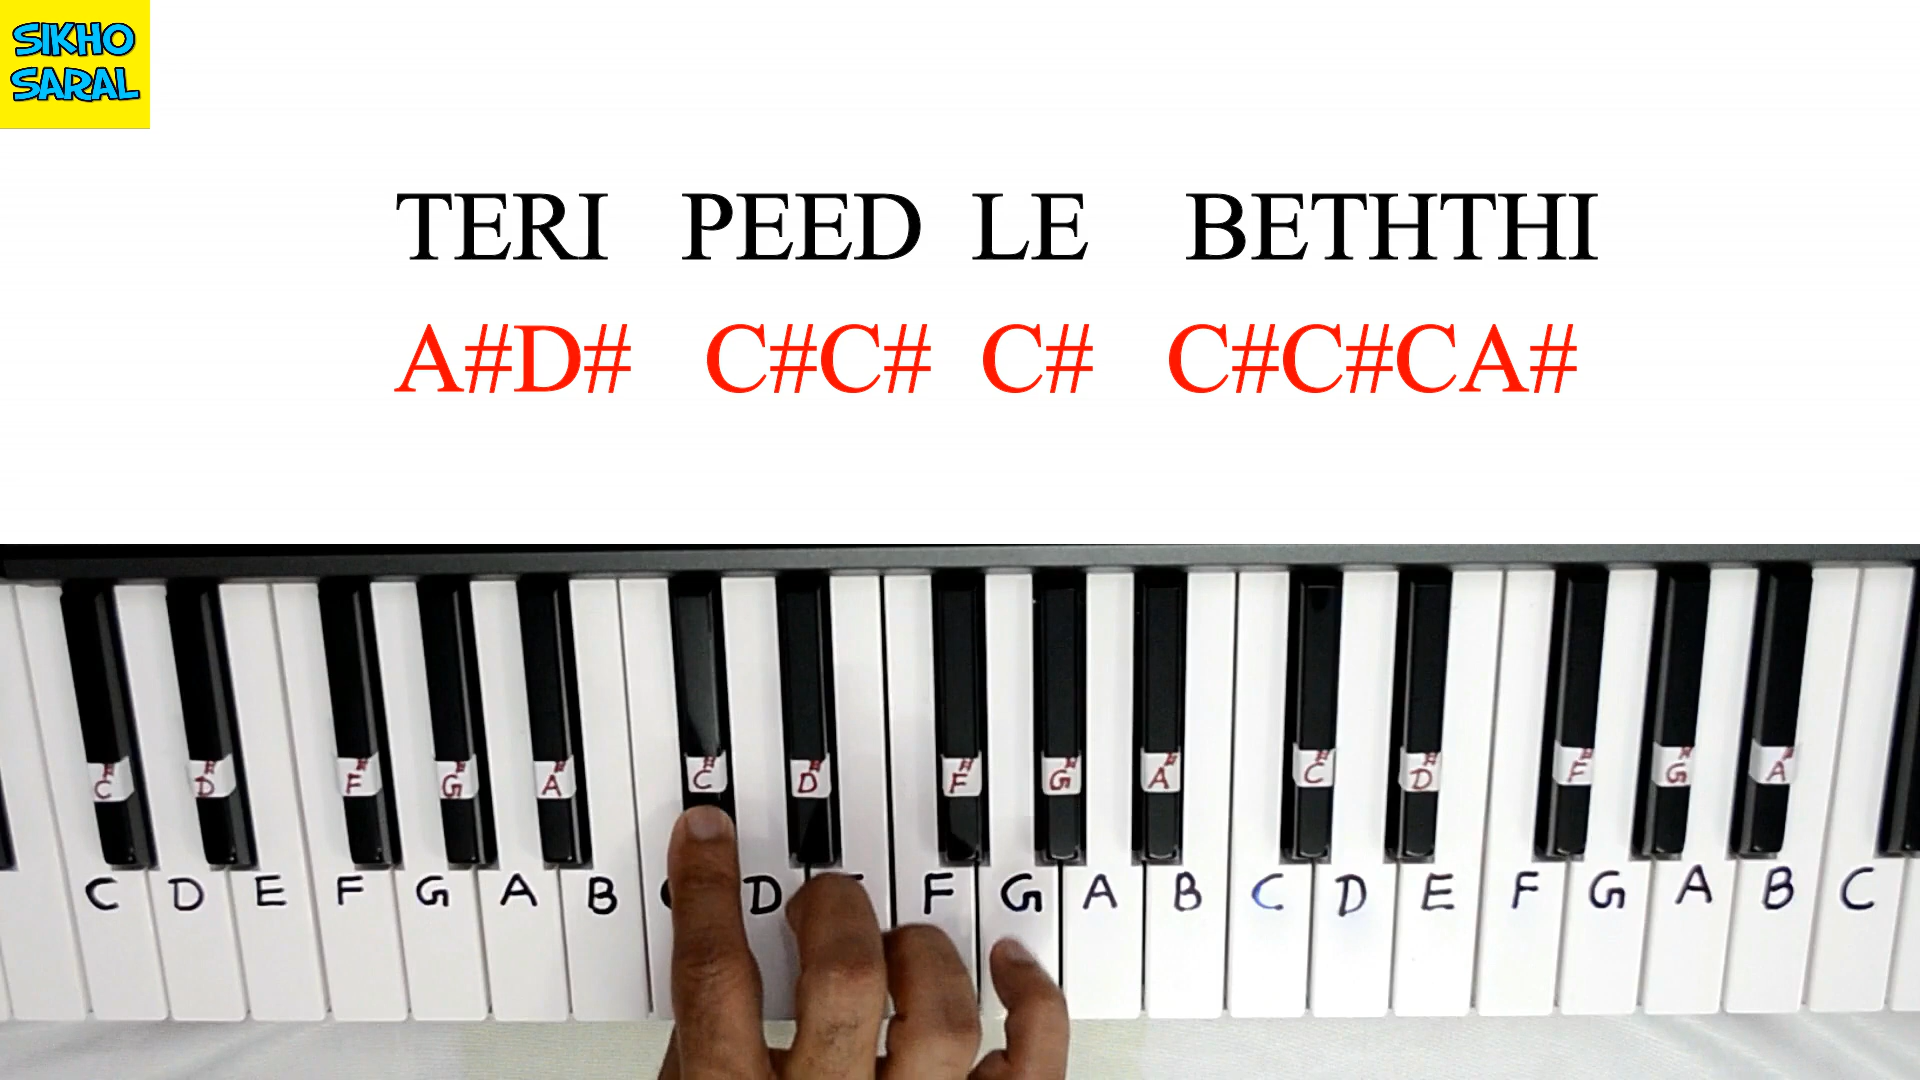 SIKHO
SARAL
TERI PEED LE BETHTHI
A#D# C#C# C# C#C#CA#
C# D# F# G# A# C# D# F# G# A# C# D# F# G# A#
C D E F G A B D F G A B C D E F G A B C